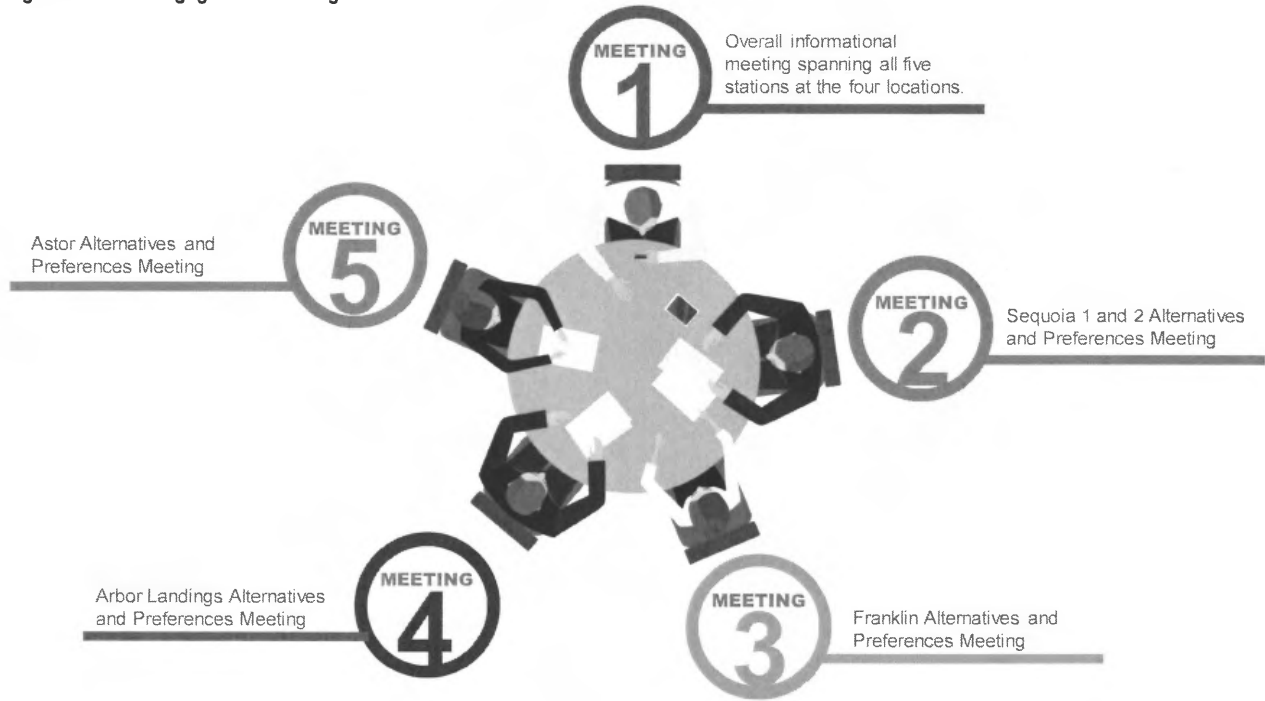 MEETING
1
Overall informational
meeting spanning all five
stations at the four locations.
MEETING
2
Sequoia 1 and 2 Alternatives
and Preferences Meeting
MEETING
3
Franklin Alternatives and
Preferences Meeting
MEETING
4
Arbor Landings Alternatives
and Preferences Meeting
MEETING
5
Astor Alternatives and
Preferences Meeting